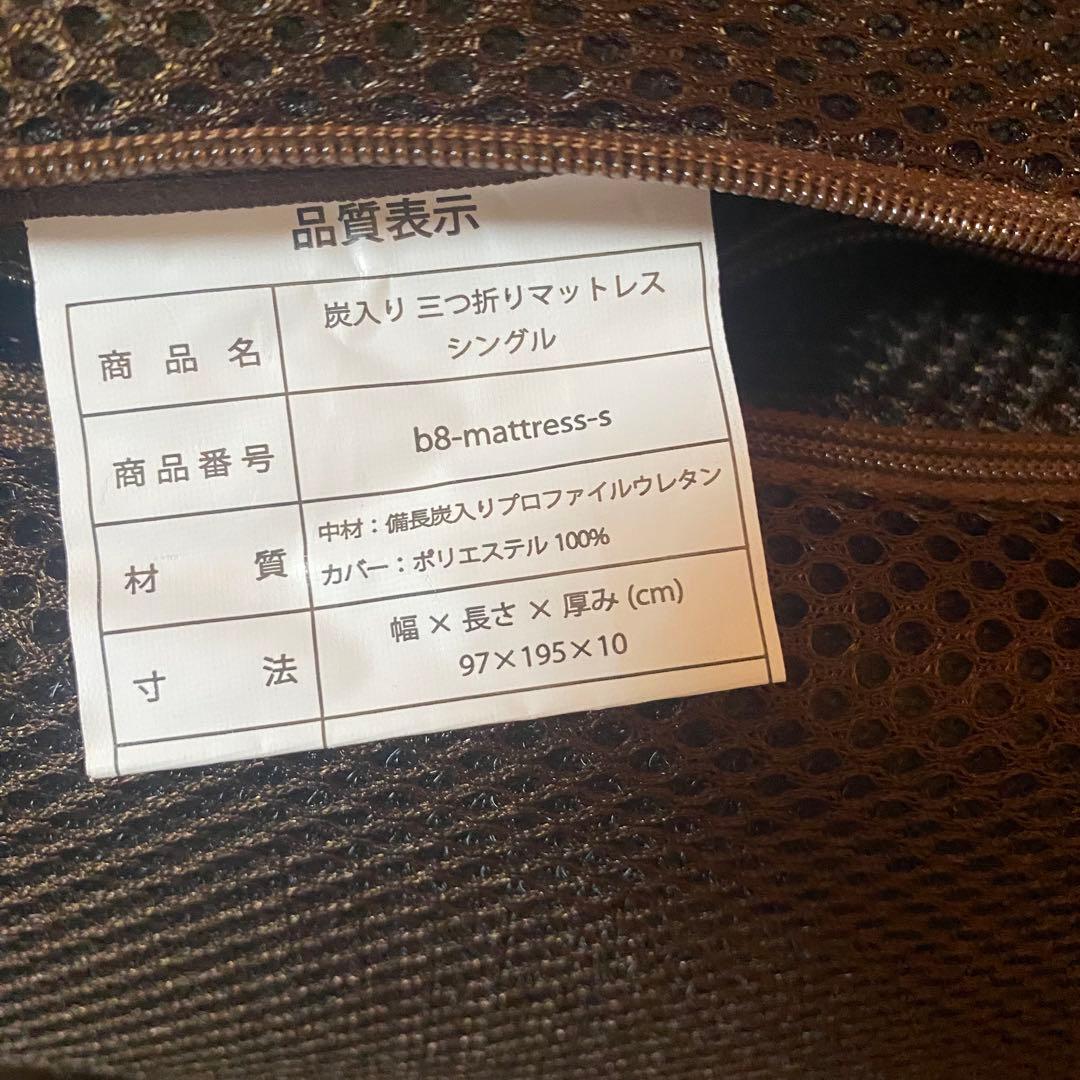 品質表示
商品名
炭入り 三つ折りマットレス
シングル
商品番号
b8-mattress-s
材質
中材：備長炭入りプロファイルウレタン
カバー：ポリエステル 100%
寸法
幅 × 長さ × 厚み (cm)
97×195×10